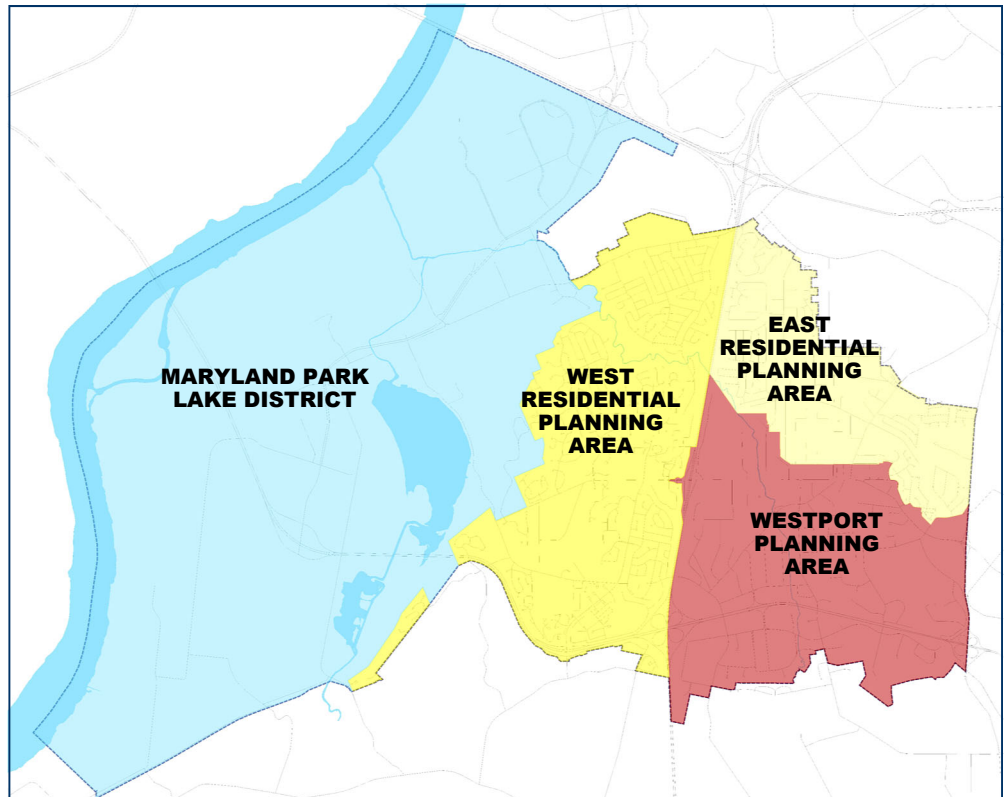 MARYLAND PARK
LAKE DISTRICT
WEST
RESIDENTIAL
PLANNING
AREA
EAST
RESIDENTIAL
PLANNING
AREA
WESTPORT
PLANNING
AREA